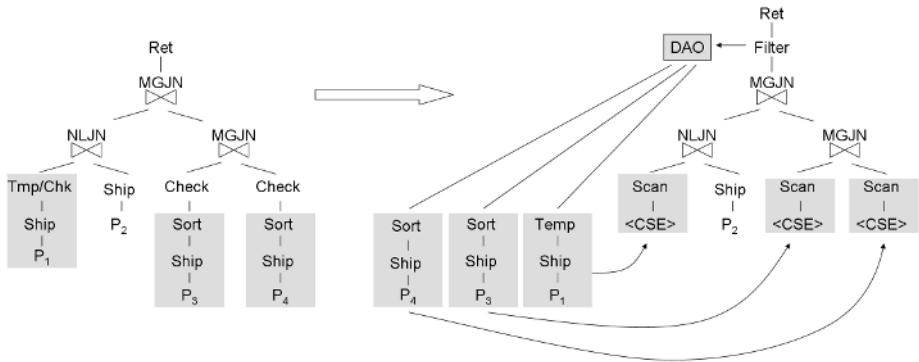 Ret
DAO
Filter
Ret
MGJN
MGJN
NLJN
MGJN
NLJN
MGJN
Tmp/Chk
Ship
Check
Check
Scan
Ship
Scan
Scan
Ship
P2
Sort
Sort
Sort
Sort
Temp
<CSE>
P2
<CSE>
<CSE>
P1
Ship
Ship
Ship
Ship
Ship
P3
P4
P4
P3
P1